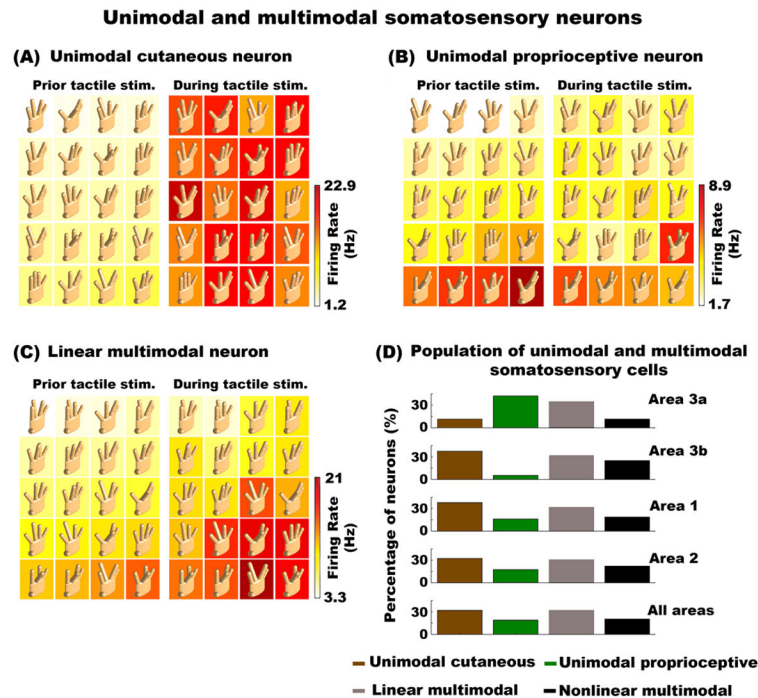 Unimodal and multimodal somatosensory neurons
(A) Unimodal cutaneous neuron
Prior tactile stim. During tactile stim.
22.9
Firing Rate
(Hz)
1.2
(B) Unimodal proprioceptive neuron
Prior tactile stim. During tactile stim.
8.9
Firing Rate
(Hz)
1.7
(C) Linear multimodal neuron
Prior tactile stim. During tactile stim.
21
Firing Rate
(Hz)
3.3
(D) Population of unimodal and multimodal
somatosensory cells
Percentage of neurons (%)
30
0
Area 3a
30
0
Area 3b
30
0
Area 1
30
0
Area 2
30
0
All areas
Unimodal cutaneous
Unimodal proprioceptive
Linear multimodal
Nonlinear multimodal